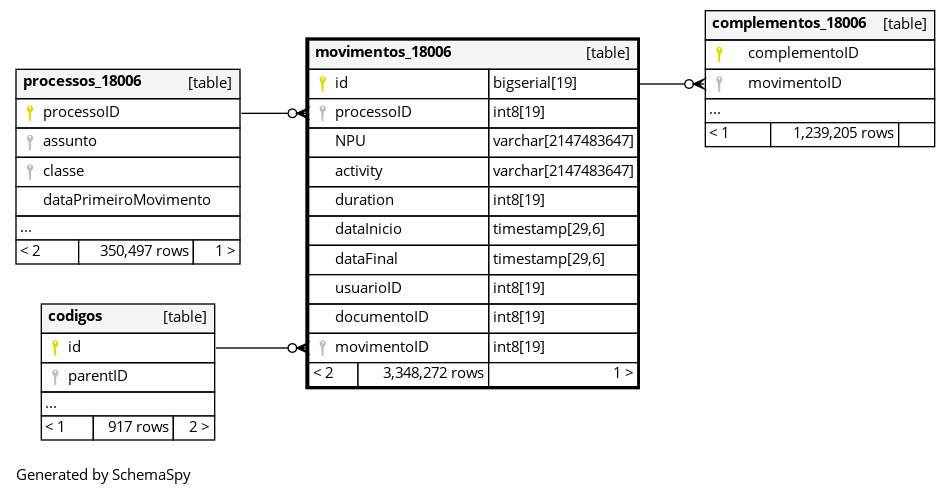 processos_18006 [table]
processoID
assunto
classe
dataPrimeiroMovimento
...
< 2 350,497 rows 1 >
codigos [table]
id
parentID
...
< 1 917 rows 2 >
movimentos_18006 [table]
id bigserial[19]
processoID int8[19]
NPU varchar[2147483647]
activity varchar[2147483647]
duration int8[19]
dataInicio timestamp[29,6]
dataFinal timestamp[29,6]
usuarioID int8[19]
documentoID int8[19]
movimentoID int8[19]
< 2 3,348,272 rows 1 >
complementos_18006 [table]
complementoID
movimentoID
...
< 1 1,239,205 rows
Generated by SchemaSpy